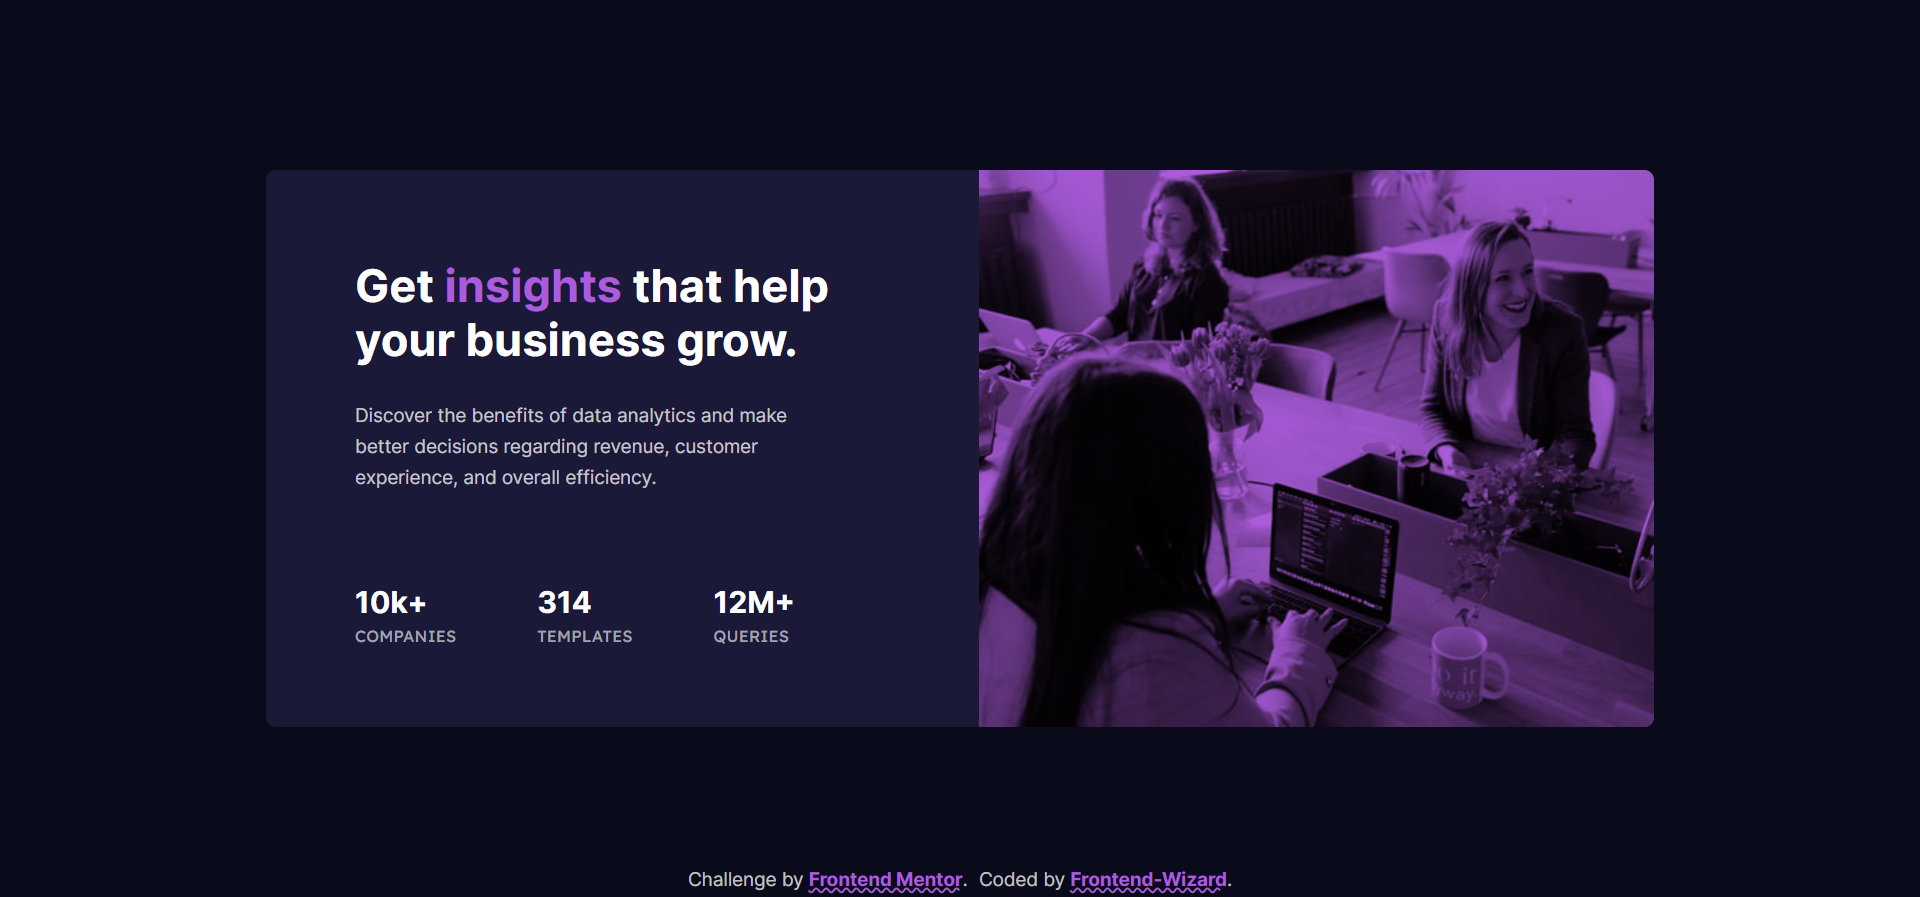 Get insights that help
your business grow.
Discover the benefits of data analytics and make
better decisions regarding revenue, customer
experience, and overall efficiency.
10k+ 314 12M+
COMPANIES TEMPLATES QUERIES
Challenge by Frontend Mentor. Coded by Frontend-Wizard.